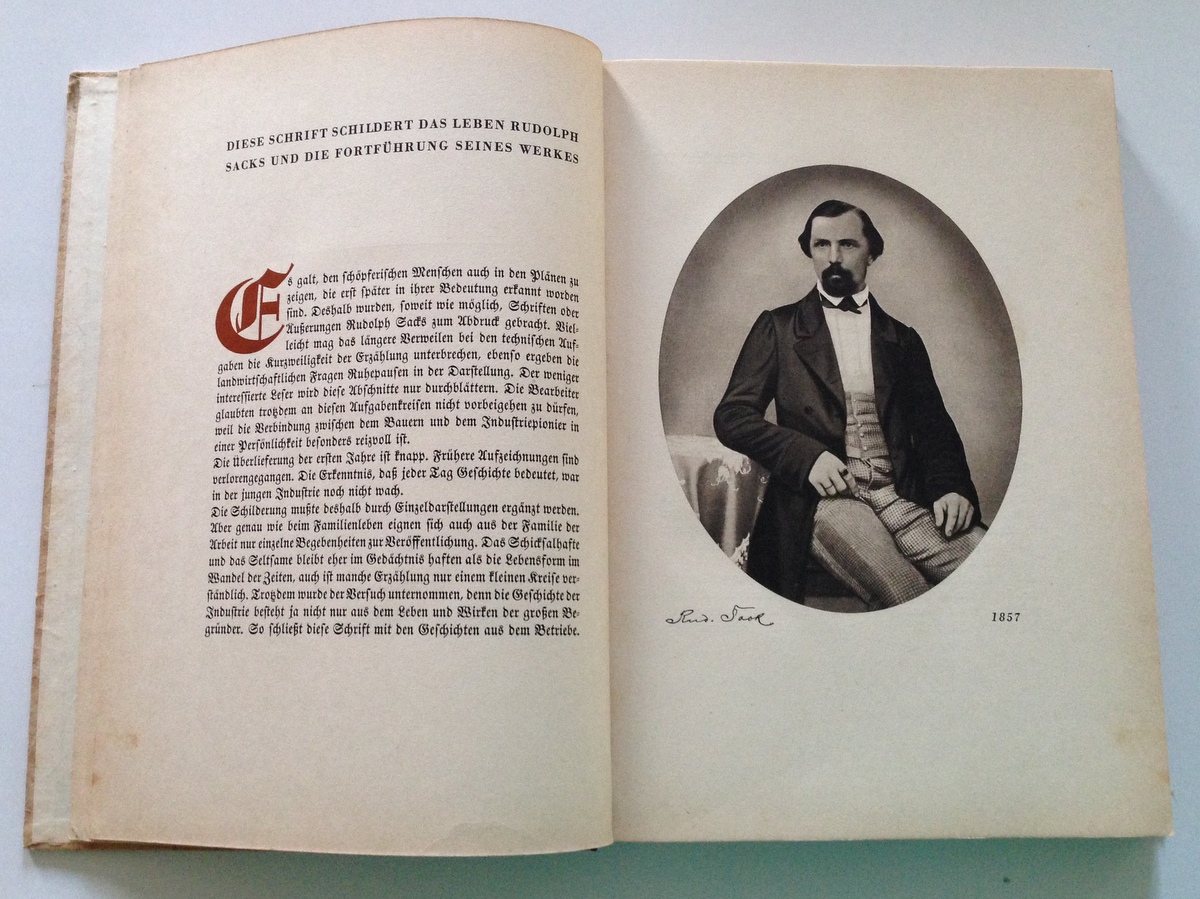 DIESE SCHRIFT SCHILDERT DAS LEBEN RUDOLPH
SACKS UND DIE FORTFÜHRUNG SEINES WERKES
Es galt, den schöpferischen Menschen auch in den Plänen zu
zeigen, die erst später in ihrer Bedeutung erkannt worden
sind. Deshalb wurden, soweit wie möglich, Schriften oder
Äußerungen Rudolph Sacks zum Abdruck gebracht. Viel-
leicht mag das längere Verweilen bei den technischen Auf-
gaben die Kurzweiligkeit der Erzählung unterbrechen, ebenso ergeben die
landwirtschaftlichen Fragen Ruhepausen in der Darstellung. Der weniger
interessierte Leser wird diese Abschnitte nur durchblättern. Die Bearbeiter
glaubten trotzdem an diesen Aufgabenkreisen nicht vorbeigehen zu dürfen,
weil die Verbindung zwischen dem Bauern und dem Industriepionier in
einer Persönlichkeit besonders reizvoll ist.
Die Überlieferung der ersten Jahre ist knapp. Frühere Aufzeichnungen sind
verlorengegangen. Die Erkenntnis, daß jeder Tag Geschichte bedeutet, war
in der jungen Industrie noch nicht wach.
Die Schilderung mußte deshalb durch Einzeldarstellungen ergänzt werden.
Aber genau wie beim Familienleben eignen sich auch aus der Familie der
Arbeit nur einzelne Begebenheiten zur Veröffentlichung. Das Schicksalhafte
und das Seltsame bleibt eher im Gedächtnis haften als die Lebensform im
Wandel der Zeiten, auch ist manche Erzählung nur einem kleinen Kreise ver-
ständlich. Trotzdem wurde der Versuch unternommen, denn die Geschichte der
Industrie besteht ja nicht nur aus dem Leben und Wirken der großen Be-
gründer. So schließt diese Schrift mit den Geschichten aus dem Betriebe.
Rud. Sack
1857